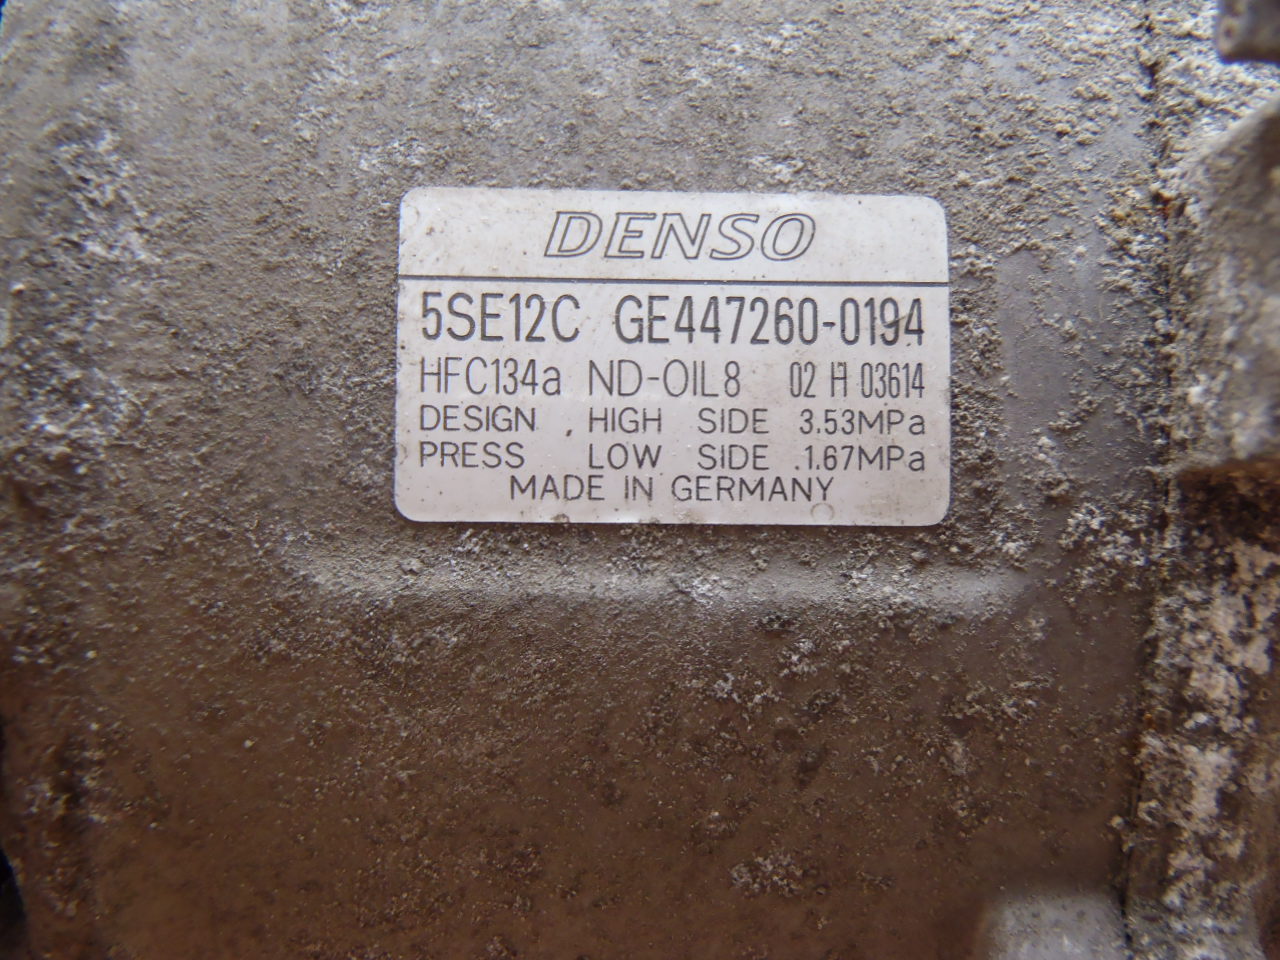 DENSO
5SE12C GE447260-0194
HFC134a ND-OIL8 02 H 03614
DESIGN HIGH SIDE 3.53MPa
PRESS LOW SIDE 1.67MPa
MADE IN GERMANY